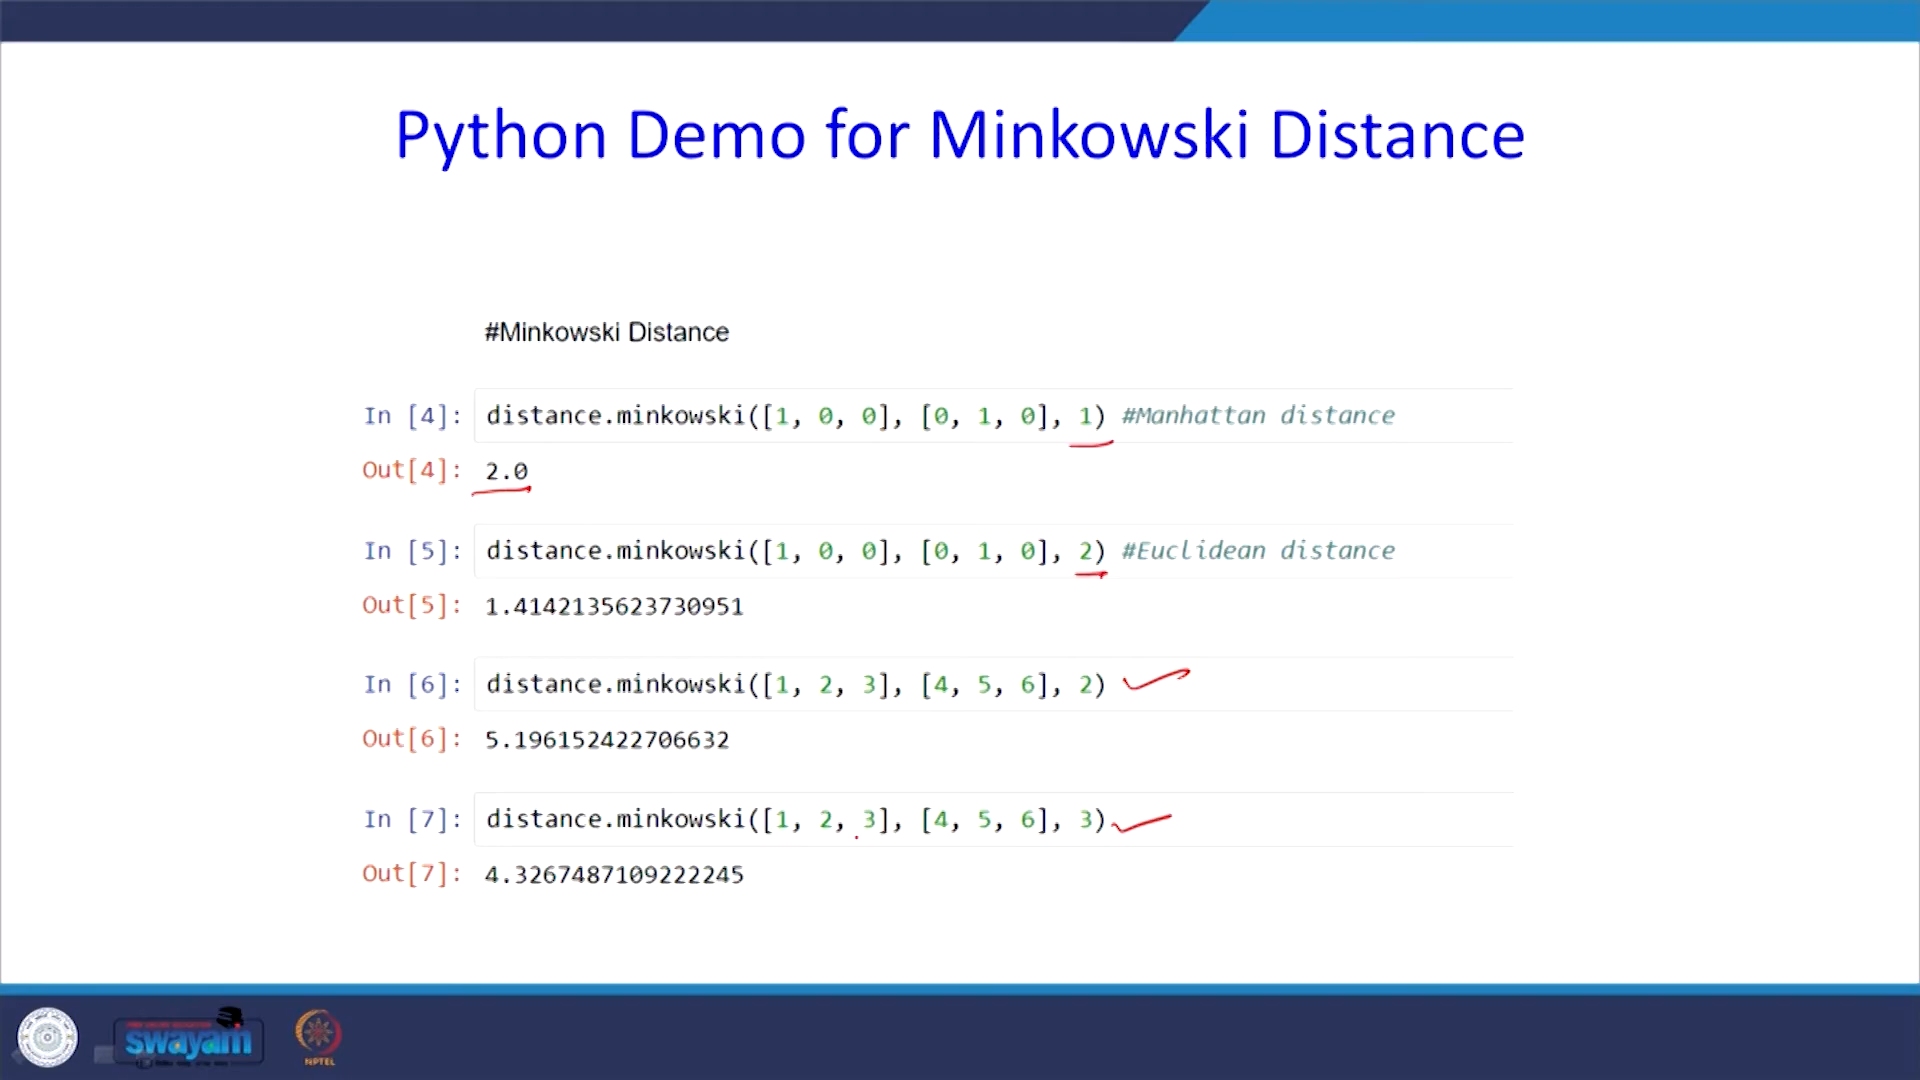 Python Demo for Minkowski Distance
#Minkowski Distance
In [4]: distance.minkowski([1, 0, 0], [0, 1, 0], 1) #Manhattan distance
Out[4]: 2.0
In [5]: distance.minkowski([1, 0, 0], [0, 1, 0], 2) #Euclidean distance
Out[5]: 1.4142135623730951
In [6]: distance.minkowski([1, 2, 3], [4, 5, 6], 2)
Out[6]: 5.196152422706632
In [7]: distance.minkowski([1, 2, 3], [4, 5, 6], 3)
Out[7]: 4.3267487109222245
swayam
NPTEL